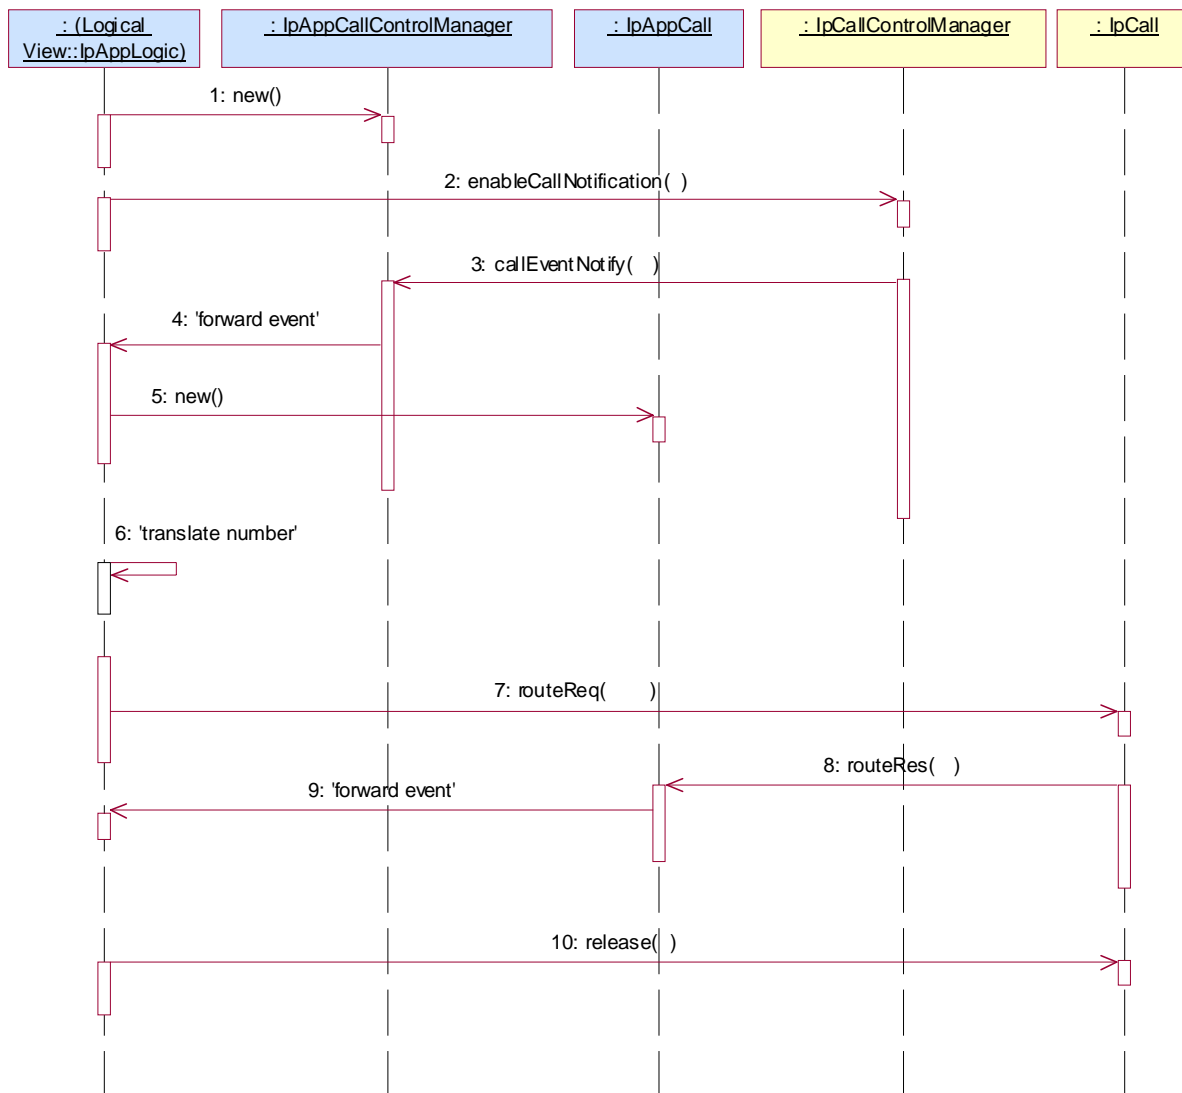 : (Logical
View::IpAppLogic)
: IpAppCallControlManager
: IpAppCall
: IpCallControlManager
: IpCall
1: new()
2: enableCallNotification( )
3: callEventNotify( )
4: 'forward event'
5: new()
6: 'translate number'
7: routeReq( )
8: routeRes( )
9: 'forward event'
10: release( )